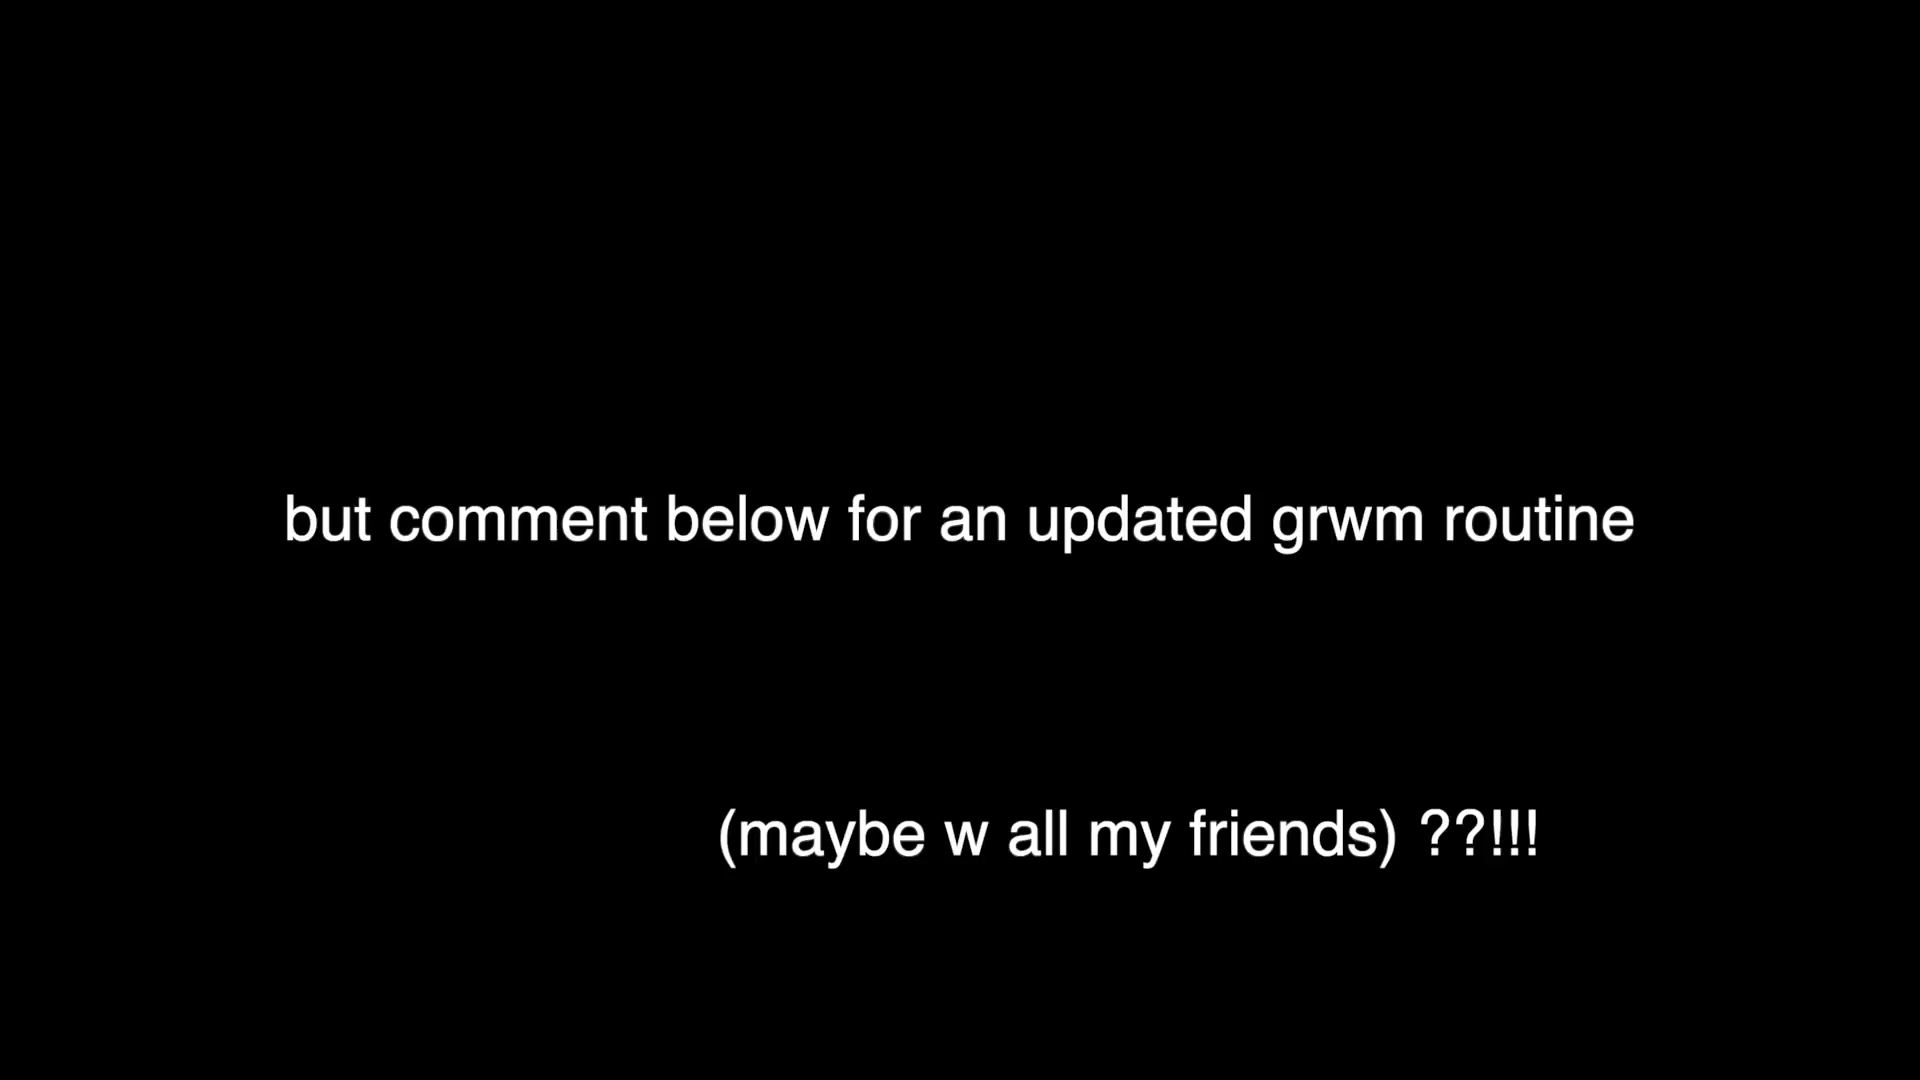 but comment below for an updated grwm routine
(maybe w all my friends) ??!!!